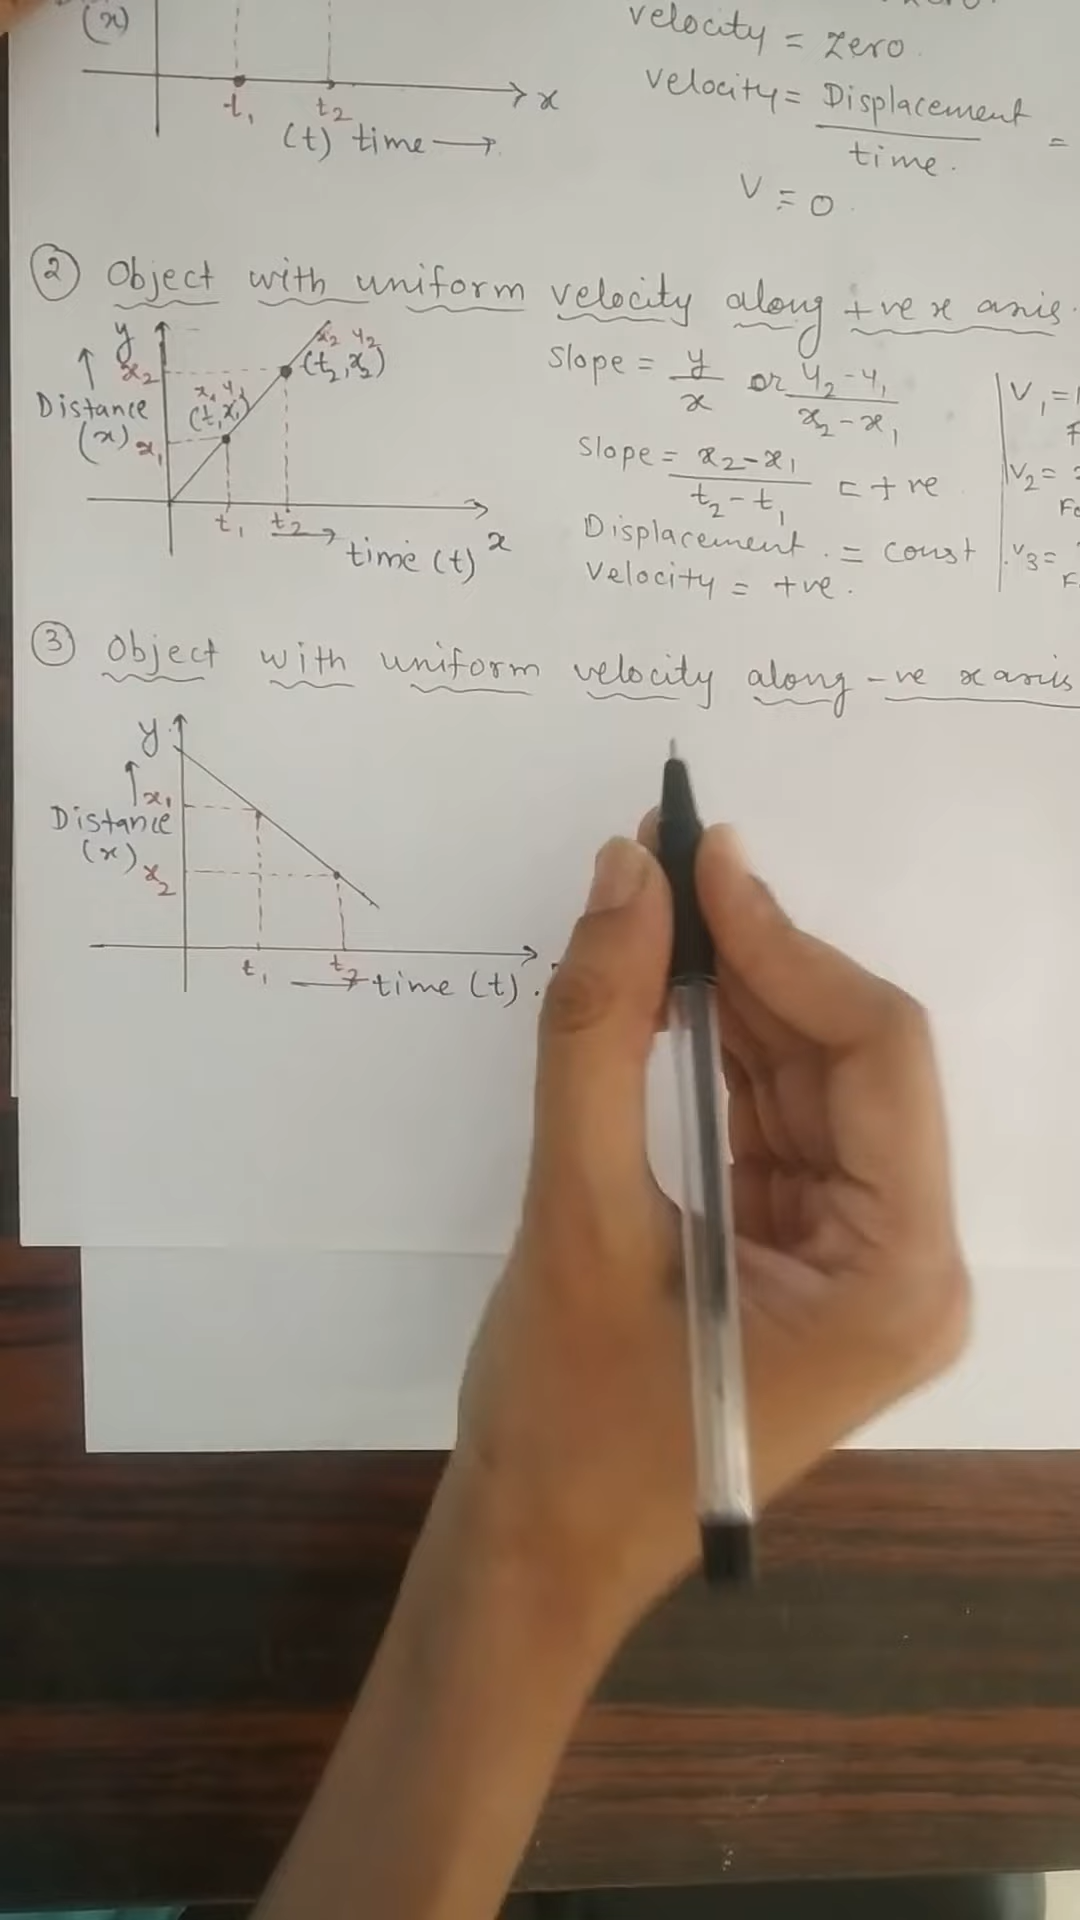 (x)
t₁ t₂
x
(t) time →
velocity = zero.
velocity = Displacement =
time.
V = 0.
② Object with uniform velocity along +ve x axis.
y
x₂
Distance
(x) x₁
x₁ y₁
(t₁x₁)
x₂ y₂
(t₂, x₂)
t₁ t₂
→ time (t) x
Slope = y/x or y₂-y₁/x₂-x₁
Slope = x₂-x₁/t₂-t₁ = +ve
Displacement. = const.
Velocity = +ve.
V₁ =
V₂ =
V₃ =
③ Object with uniform velocity along -ve x axis
y
x₁
Distance
(x) x₂
t₁ t₂
→ time (t).